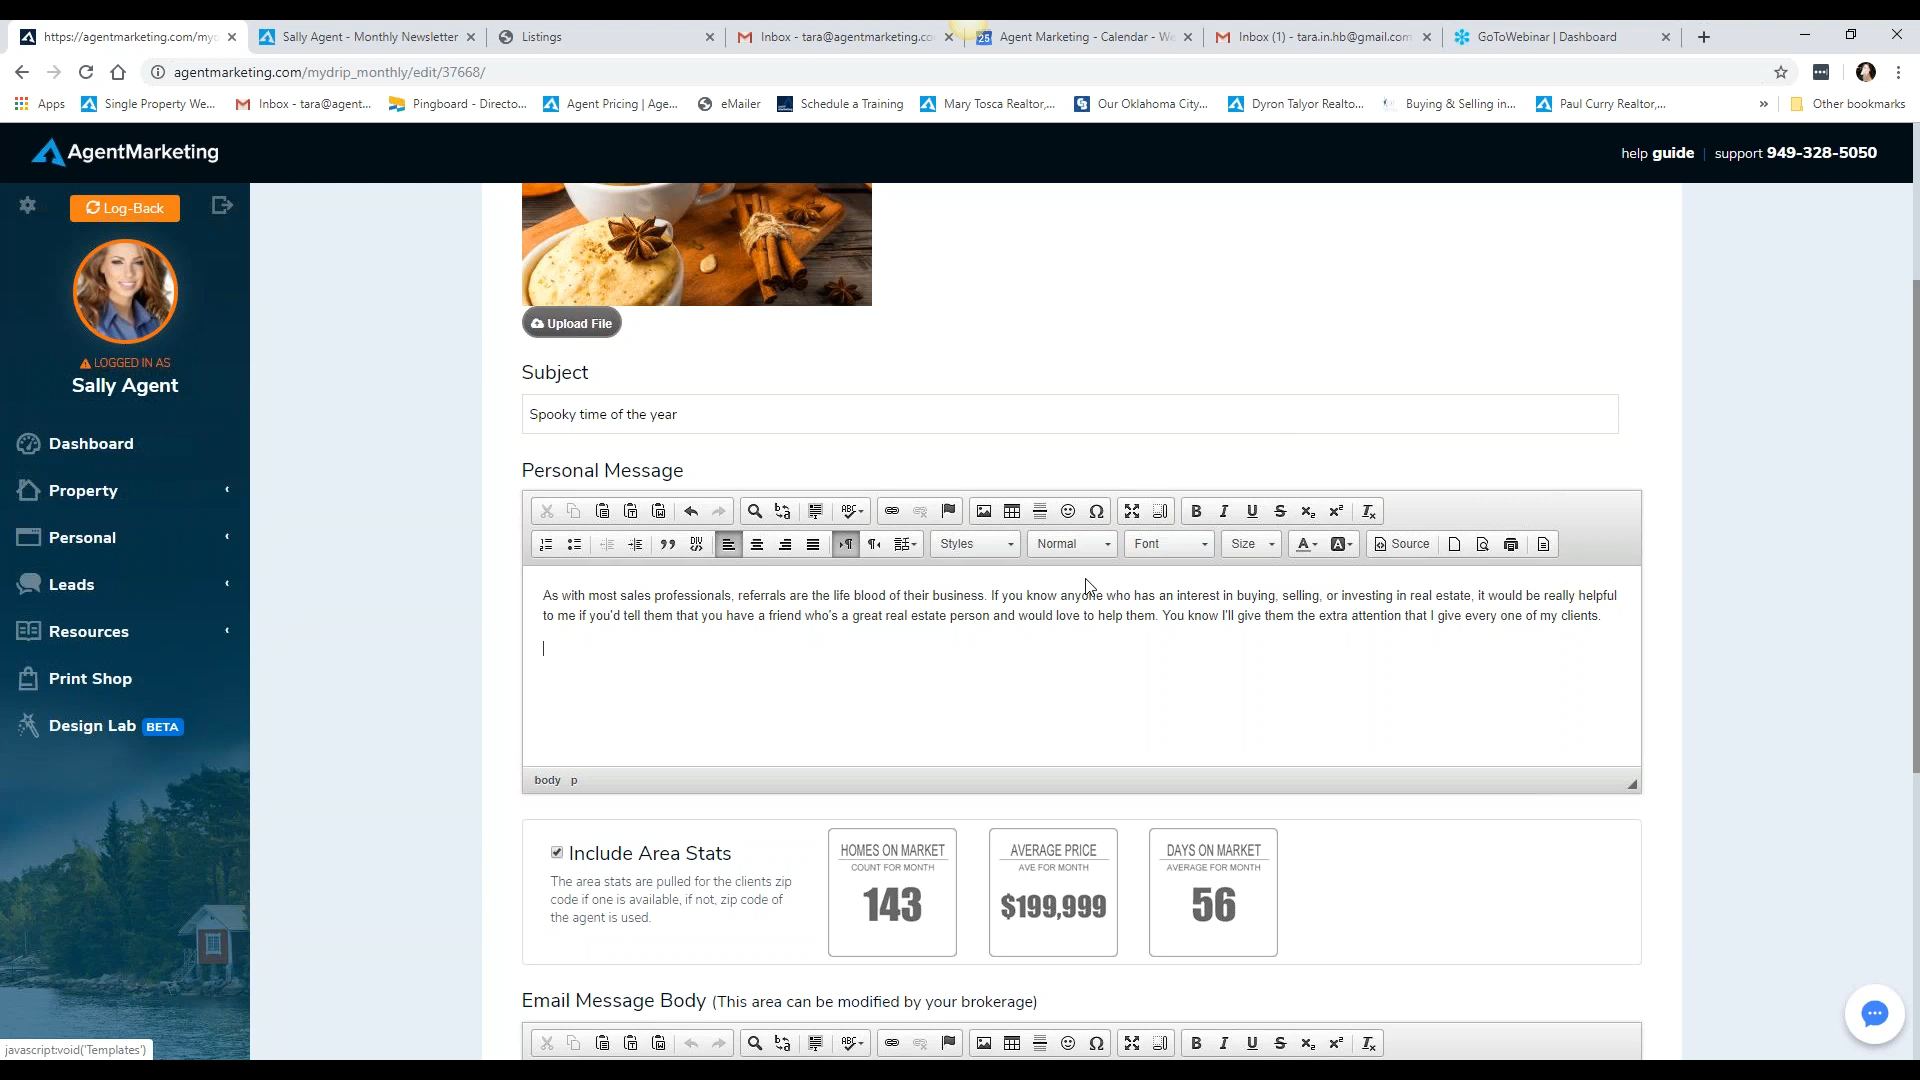 https://agentmarketing.com/myd
Sally Agent - Monthly Newsletter
Listings
Inbox - tara@agentmarketing.co
25
Agent Marketing - Calendar - We
Inbox (1) - tara.in.hb@gmail.com
GoToWebinar | Dashboard
agentmarketing.com/mydrip_monthly/edit/37668/
Apps
Single Property We...
Inbox - tara@agent...
Pingboard - Directo...
Agent Pricing | Age...
eMailer
Schedule a Training
Mary Tosca Realtor,...
Our Oklahoma City...
Dyron Talyor Realto...
Buying & Selling in...
Paul Curry Realtor,...
»
Other bookmarks
AgentMarketing
help guide | support 949-328-5050
Log-Back
LOGGED IN AS
Sally Agent
Dashboard
Property
Personal
Leads
Resources
Print Shop
Design Lab BETA
javascript:void('Templates')
Upload File
Subject
Spooky time of the year
Personal Message
Styles
Normal
Font
Size
Source
As with most sales professionals, referrals are the life blood of their business. If you know anyone who has an interest in buying, selling, or investing in real estate, it would be really helpful
to me if you'd tell them that you have a friend who's a great real estate person and would love to help them. You know I'll give them the extra attention that I give every one of my clients.
body p
Include Area Stats
The area stats are pulled for the clients zip
code if one is available, if not, zip code of
the agent is used.
HOMES ON MARKET
COUNT FOR MONTH
143
AVERAGE PRICE
AVE FOR MONTH
$199,999
DAYS ON MARKET
AVERAGE FOR MONTH
56
Email Message Body (This area can be modified by your brokerage)